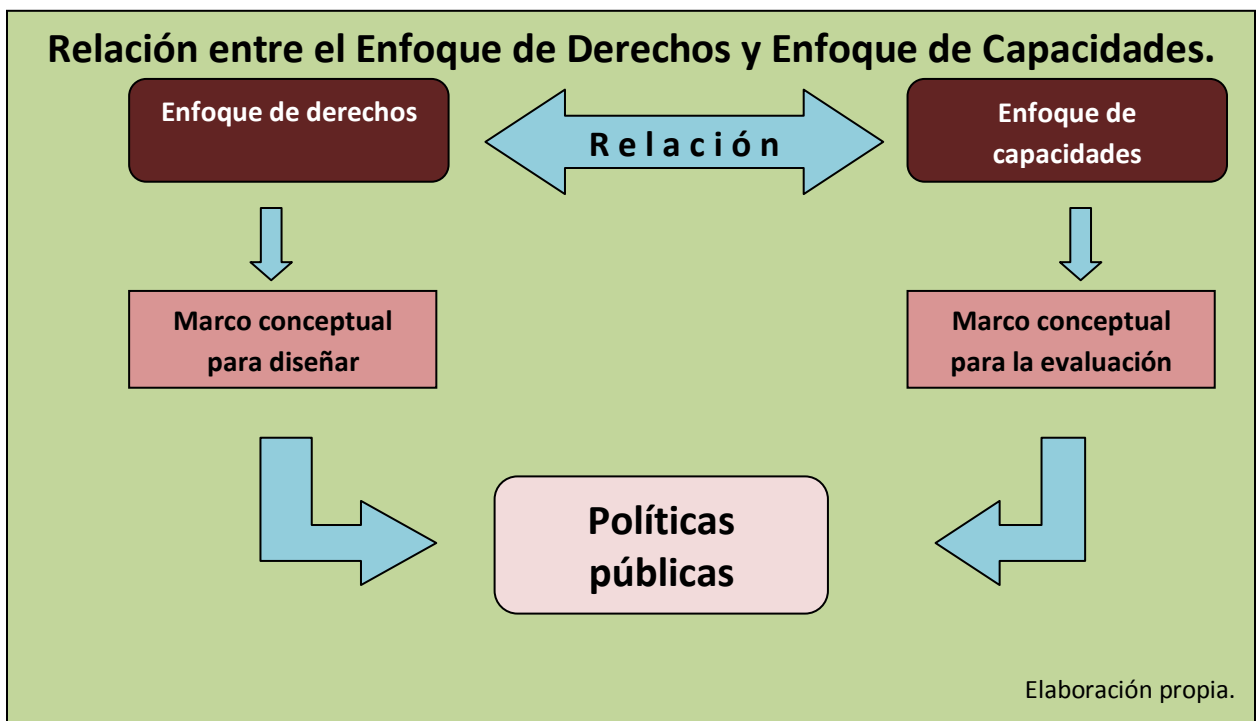 Relación entre el Enfoque de Derechos y Enfoque de Capacidades.
Enfoque de derechos
Relación
Enfoque de
capacidades
Marco conceptual
para diseñar
Marco conceptual
para la evaluación
Políticas
públicas
Elaboración propia.